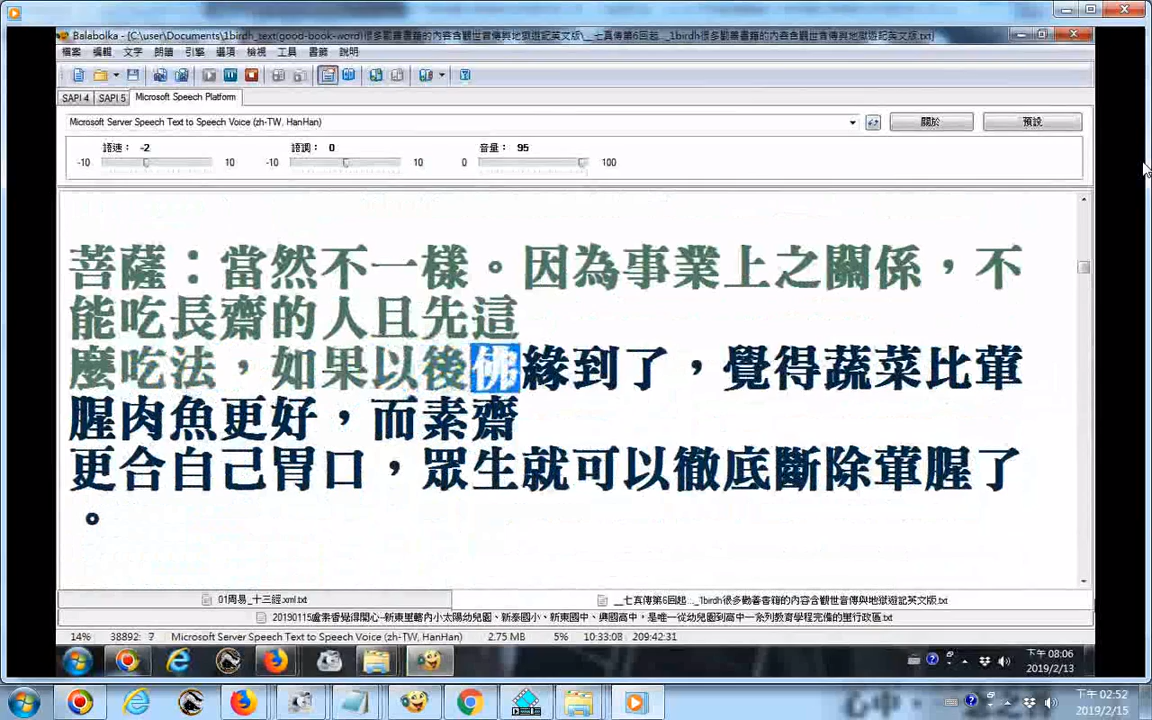 Balabolka - [C:\user\Documents\1birdh_text(good-book-word)\很多勸善書籍的內容含觀世音傳與地獄遊記英文版\__七真傳第6回起..._1birdh很多勸善書籍的內容含觀世音傳與地獄遊記英文版.txt]
檔案 編輯 文字 朗讀 引擎 選項 檢視 工具 書籤 說明
SAPI 4 SAPI 5 Microsoft Speech Platform
Microsoft Server Speech Text to Speech Voice (zh-TW, HanHan) 關於 預設
語速： -2 語調： 0 音量： 95
-10 10 -10 10 0 100
菩薩：當然不一樣。因為事業上之關係，不
能吃長齋的人且先這
麼吃法，如果以後佛緣到了，覺得蔬菜比葷
腥肉魚更好，而素齋
更合自己胃口，眾生就可以徹底斷除葷腥了
。
01周易_十三經.xml.txt __七真傳第6回起..._1birdh很多勸善書籍的內容含觀世音傳與地獄遊記英文版.txt
20190115盧索香覺得開心--新東里轄內小太陽幼兒園、新泰國小、新東國中、興國高中，是唯一從幼兒園到高中一系列教育學程完備的里行政區.txt
14% 38892: 7 Microsoft Server Speech Text to Speech Voice (zh-TW, HanHan) 2.75 MB 5% 10:33:08 209:42:31
下午 08:06
2019/2/13
下午 02:52
2019/2/15